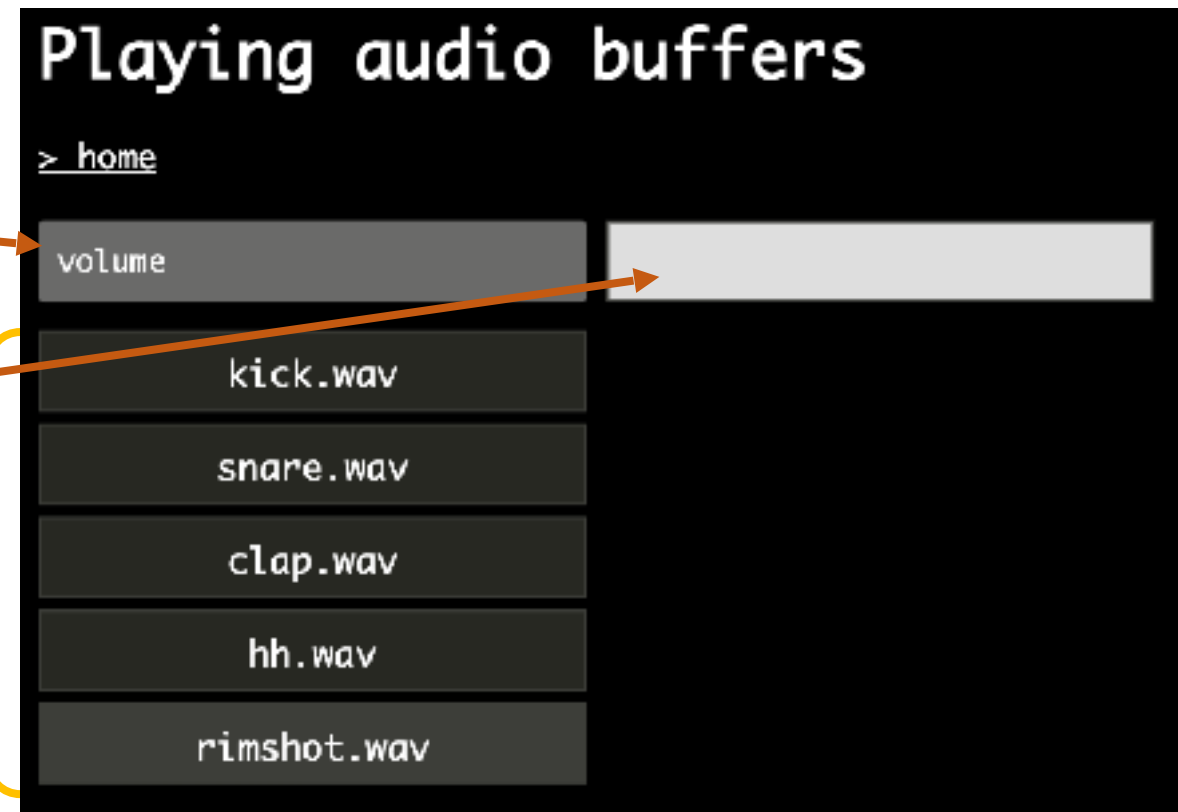 Playing audio buffers
> home
volume
kick.wav
snare.wav
clap.wav
hh.wav
rimshot.wav